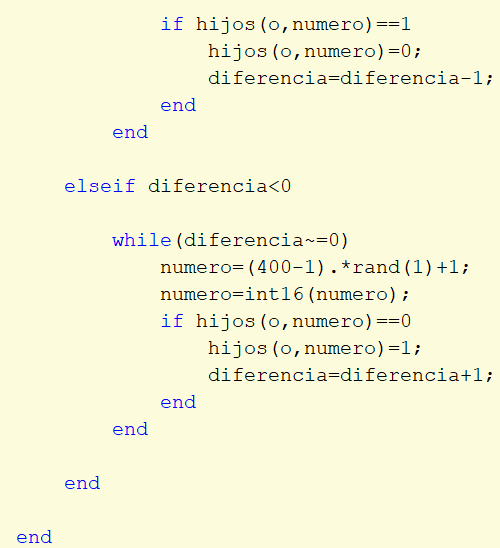 if hijos(o,numero)==1
hijos(o,numero)=0;
diferencia=diferencia-1;
end
end
elseif diferencia<0
while(diferencia~=0)
numero=(400-1).*rand(1)+1;
numero=int16(numero);
if hijos(o,numero)==0
hijos(o,numero)=1;
diferencia=diferencia+1;
end
end
end
end